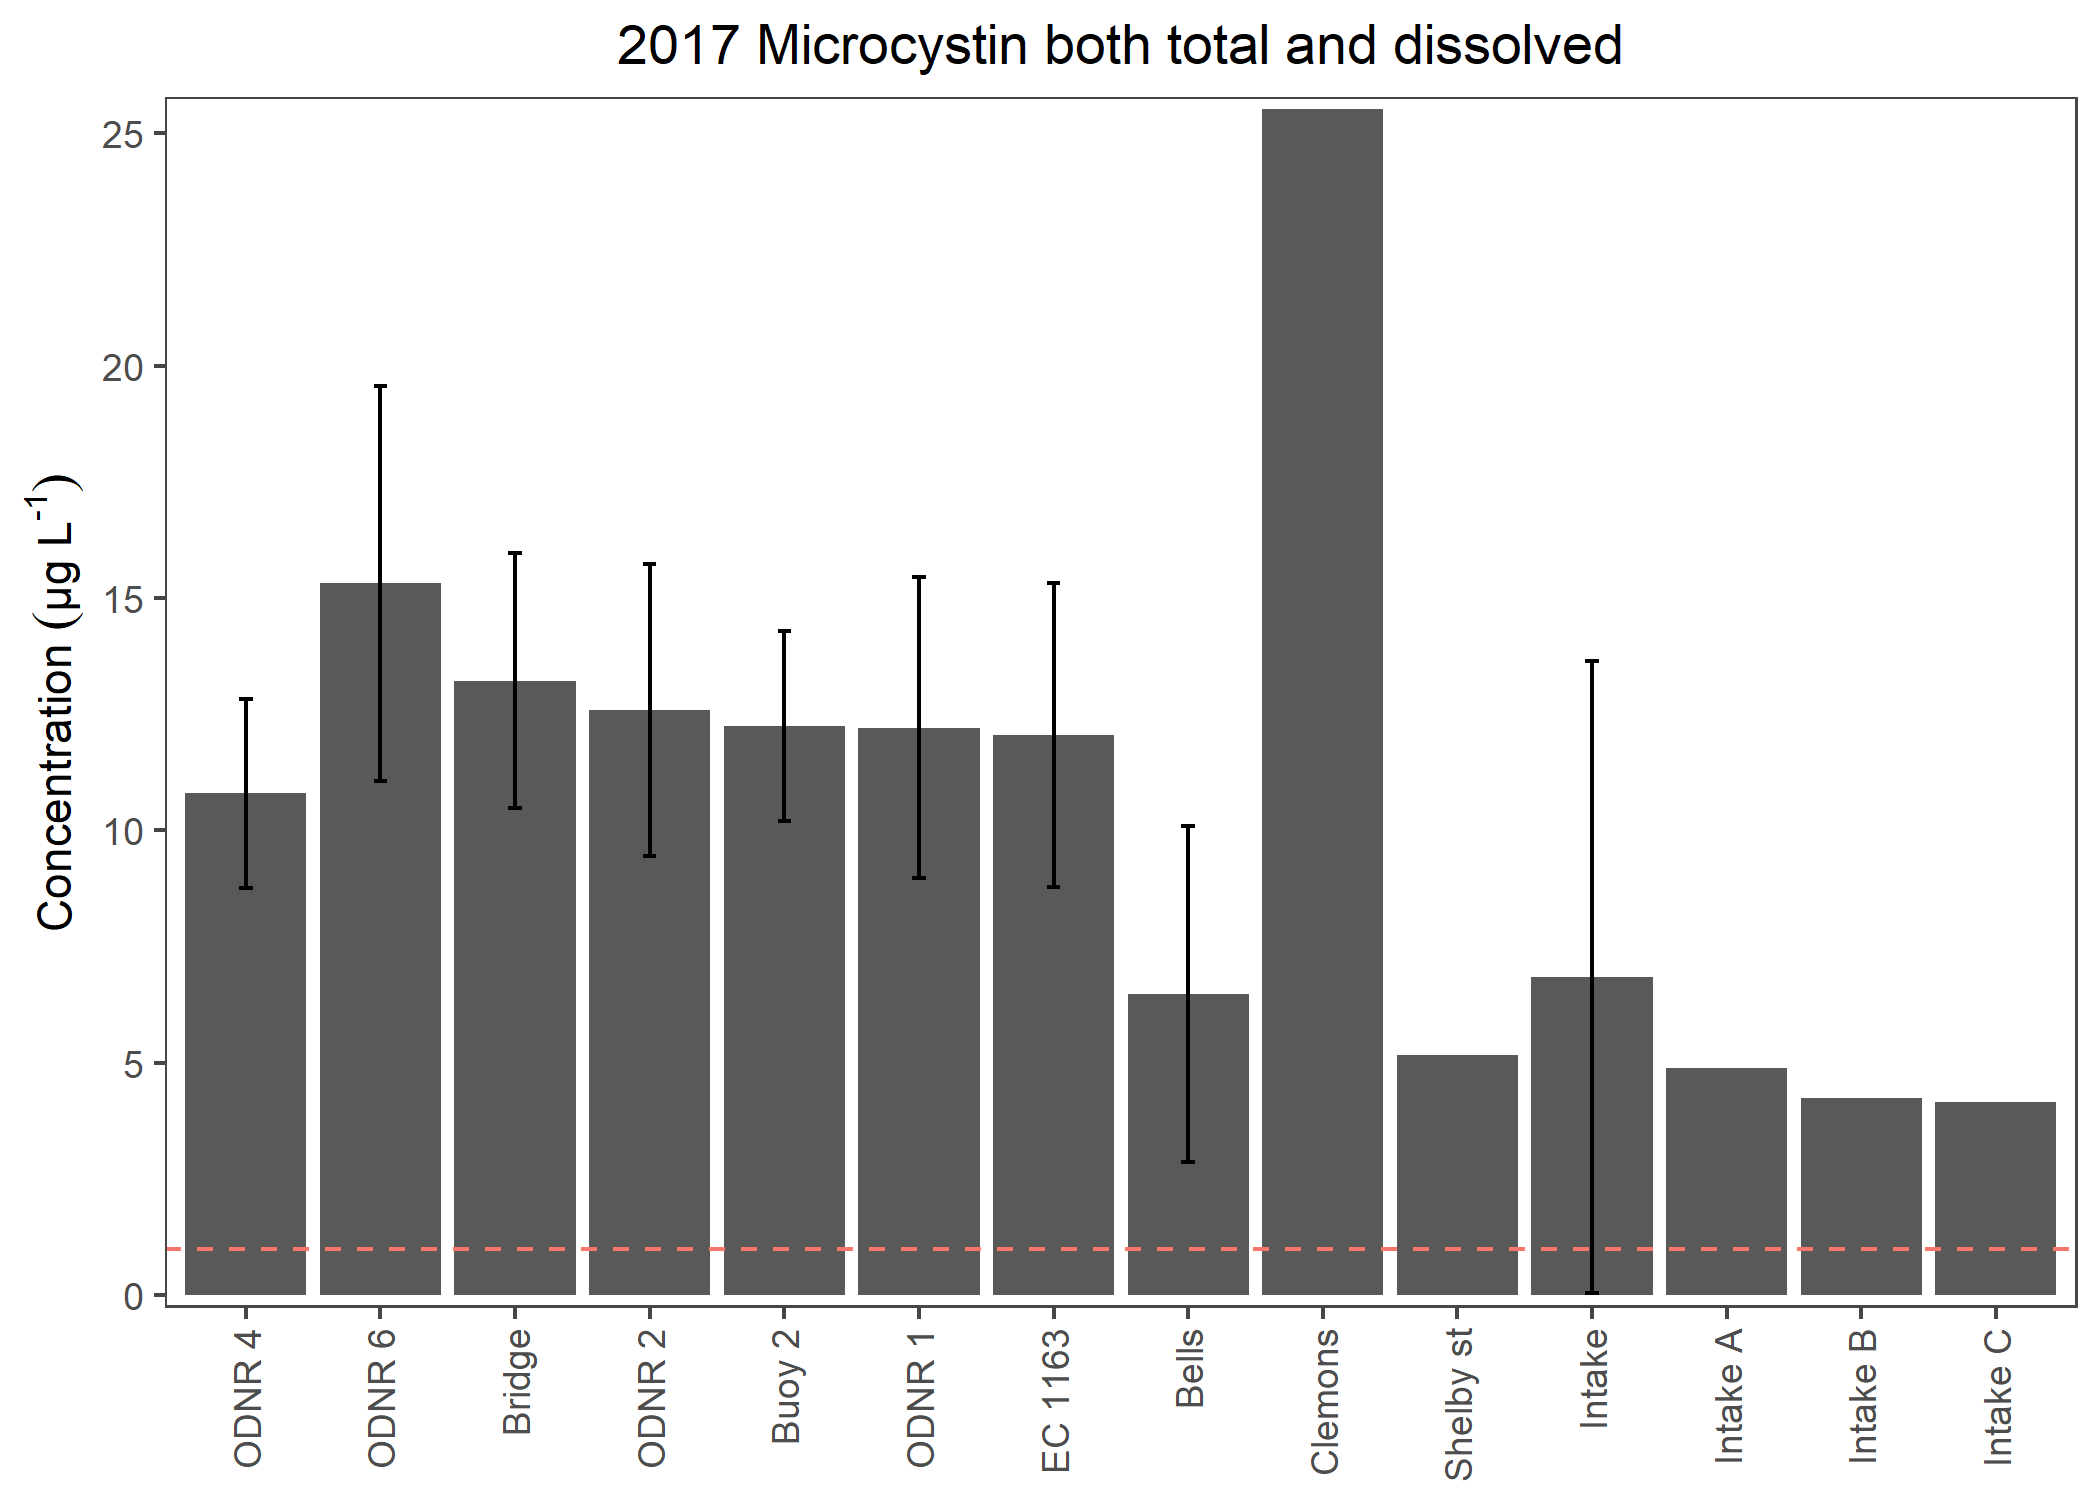 2017 Microcystin both total and dissolved
Concentration (µg L-1)
25
20
15
10
5
0
ODNR 4
ODNR 6
Bridge
ODNR 2
Buoy 2
ODNR 1
EC 1163
Bells
Clemons
Shelby st
Intake
Intake A
Intake B
Intake C